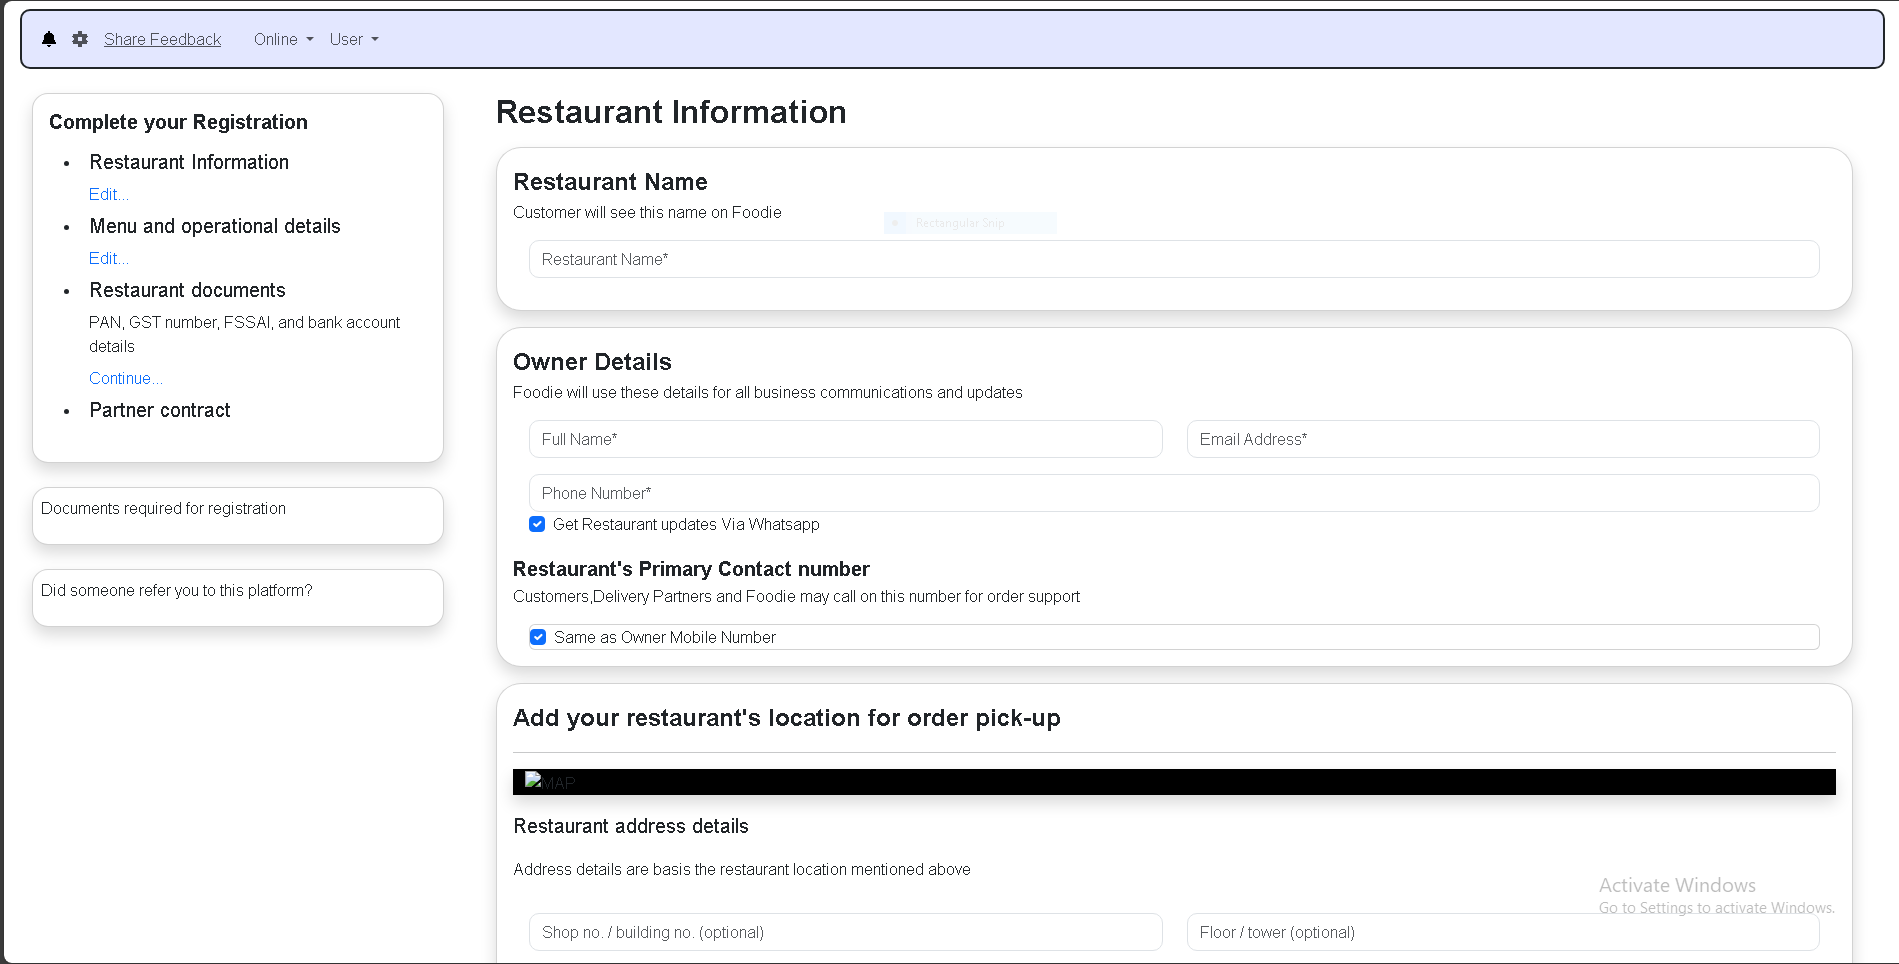 Share Feedback Online User
Complete your Registration
Restaurant Information
Edit...
Menu and operational details
Edit...
Restaurant documents
PAN, GST number, FSSAI, and bank account
details
Continue...
Partner contract
Documents required for registration
Did someone refer you to this platform?
Restaurant Information
Restaurant Name
Customer will see this name on Foodie
Rectangular Snip
Restaurant Name*
Owner Details
Foodie will use these details for all business communications and updates
Full Name* Email Address*
Phone Number*
Get Restaurant updates Via Whatsapp
Restaurant's Primary Contact number
Customers,Delivery Partners and Foodie may call on this number for order support
Same as Owner Mobile Number
Add your restaurant's location for order pick-up
MAP
Restaurant address details
Address details are basis the restaurant location mentioned above
Activate Windows
Go to Settings to activate Windows.
Shop no. / building no. (optional) Floor / tower (optional)